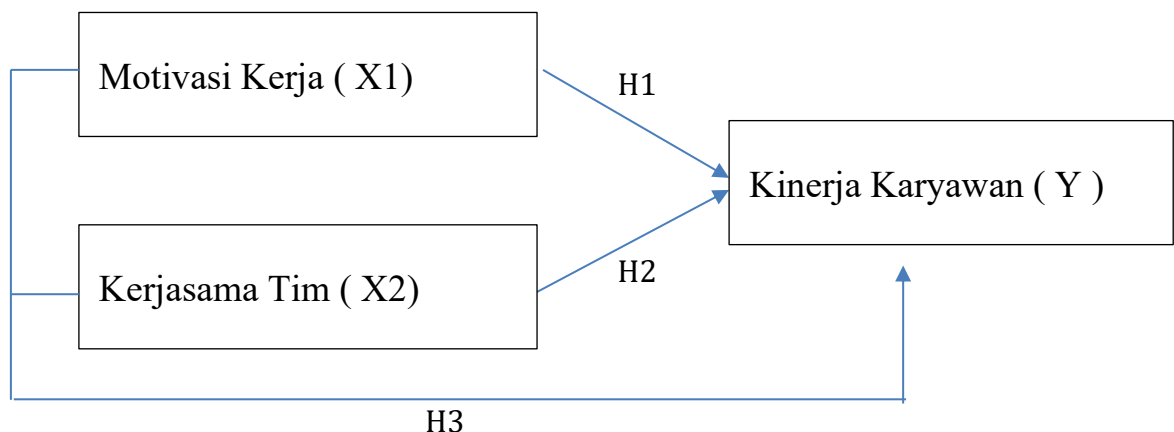 Motivasi Kerja ( X1)
H1
Kinerja Karyawan ( Y )
Kerjasama Tim ( X2)
H2
H3